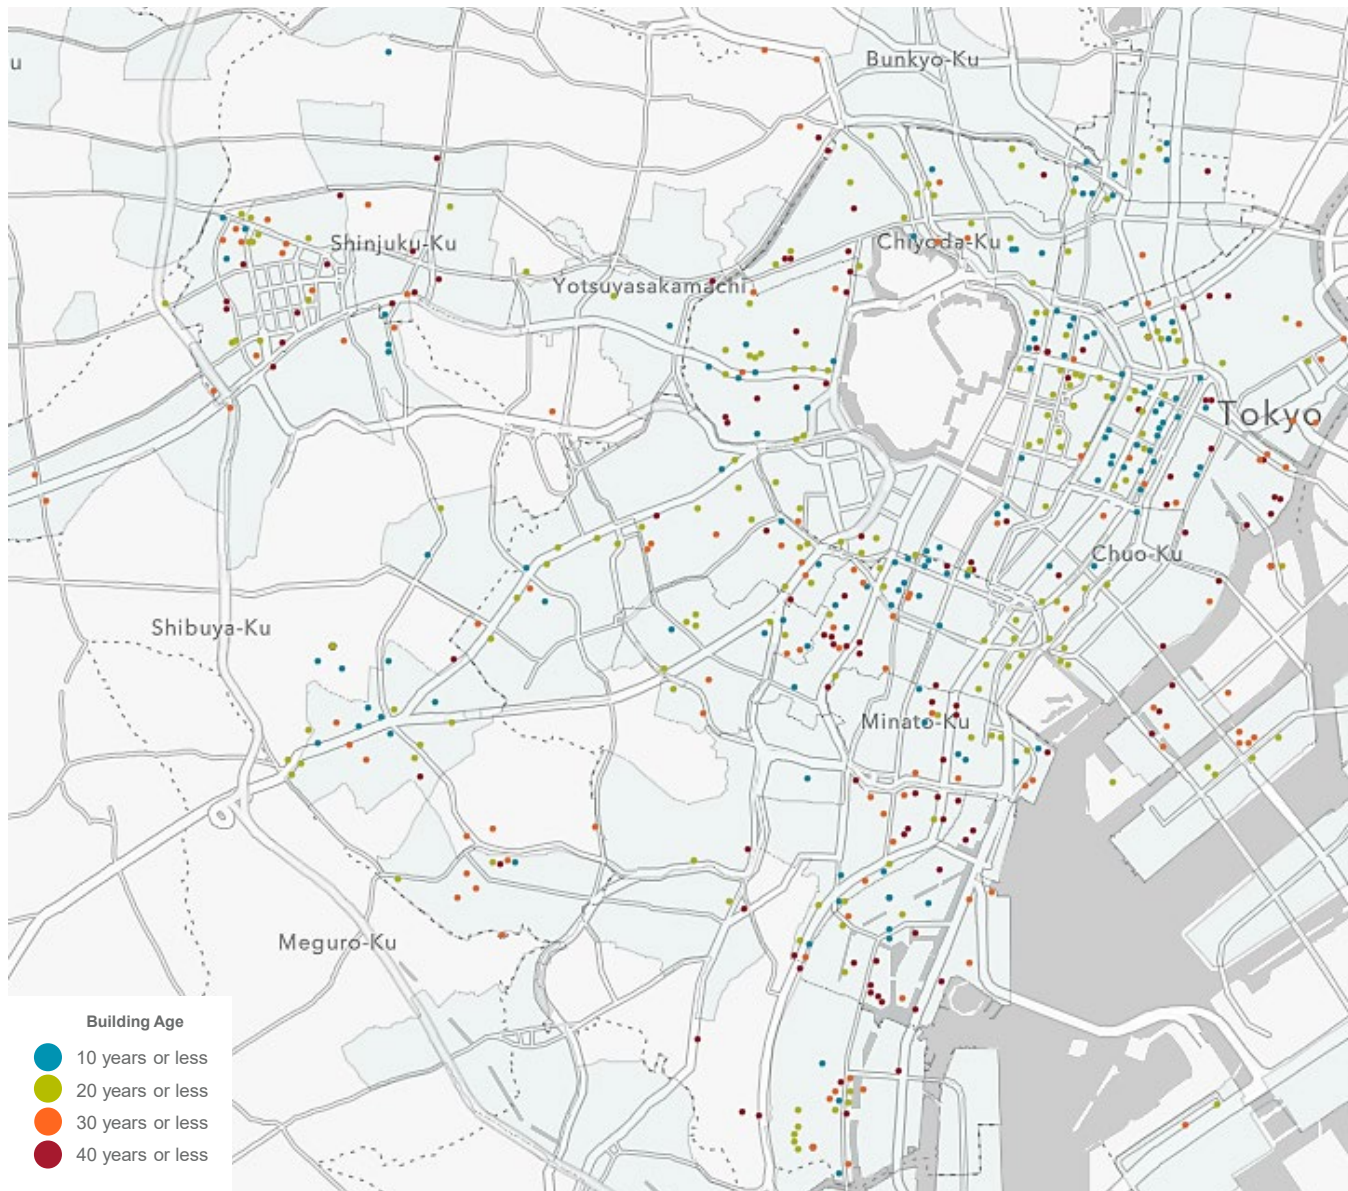 Bunkyo-Ku
u
Shinjuku-Ku
Chiyoda-Ku
Yotsuyasakamachi
Tokyo
Chuo-Ku
Shibuya-Ku
Minato-Ku
Meguro-Ku
Building Age
10 years or less
20 years or less
30 years or less
40 years or less